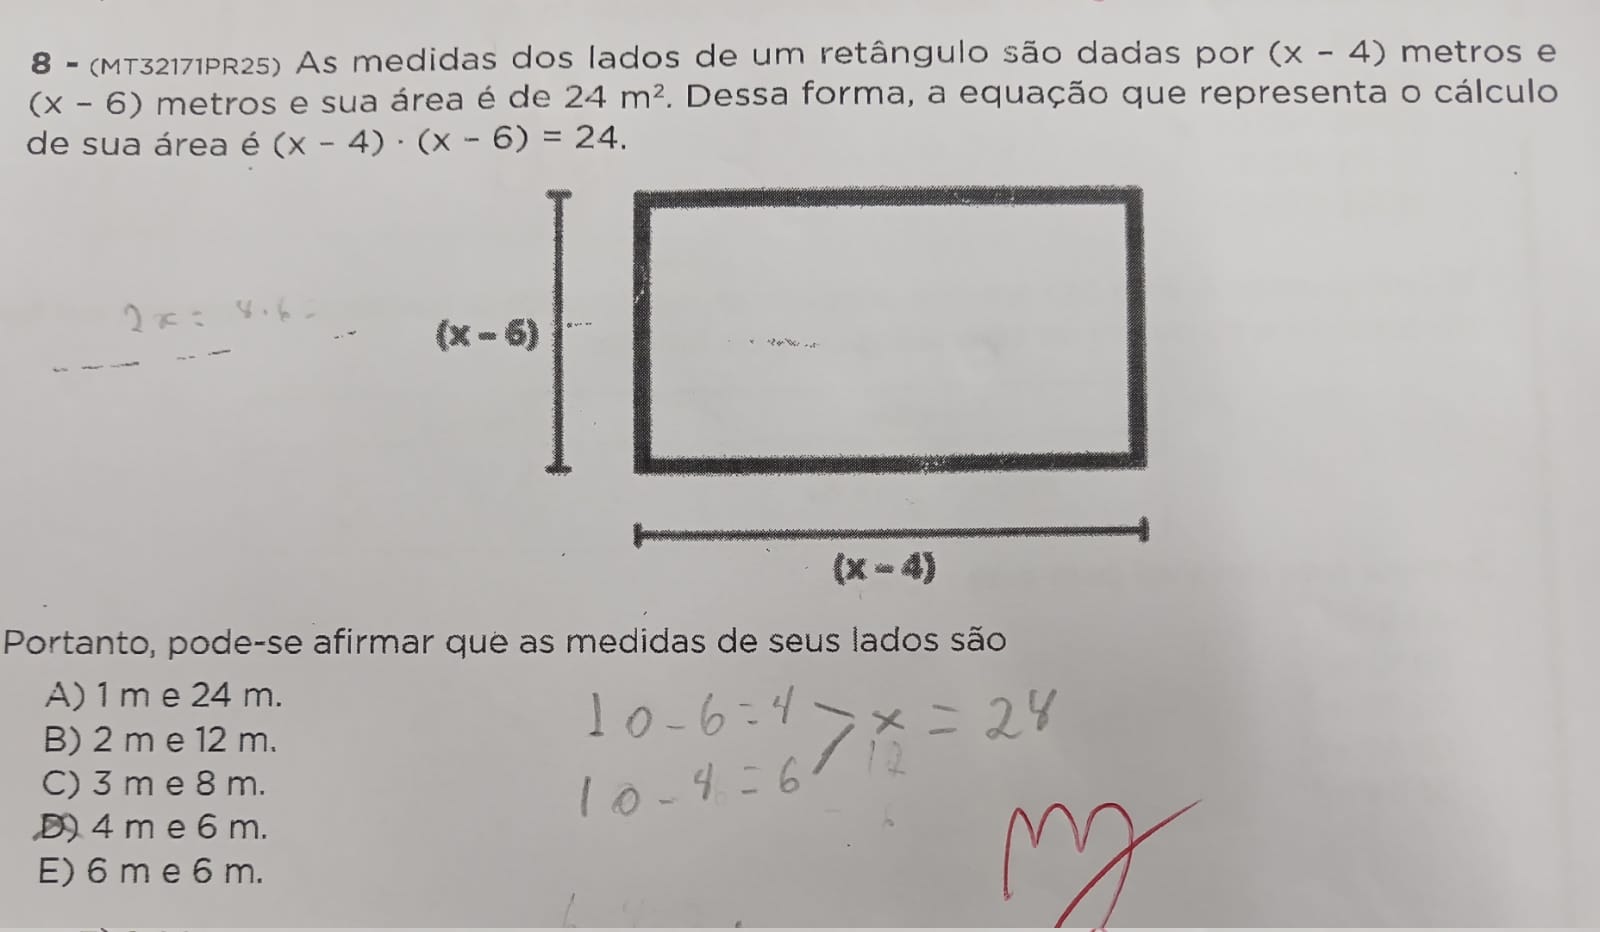 8 - (MT32171PR25) As medidas dos lados de um retângulo são dadas por (x - 4) metros e
(x - 6) metros e sua área é de 24 m². Dessa forma, a equação que representa o cálculo
de sua área é (x - 4) · (x - 6) = 24.
2x = 4.6 =
(x - 6)
(x - 4)
Portanto, pode-se afirmar que as medidas de seus lados são
A) 1 m e 24 m.
B) 2 m e 12 m.
C) 3 m e 8 m.
D) 4 m e 6 m.
E) 6 m e 6 m.
10-6=4 > x = 24
10-4=6
12